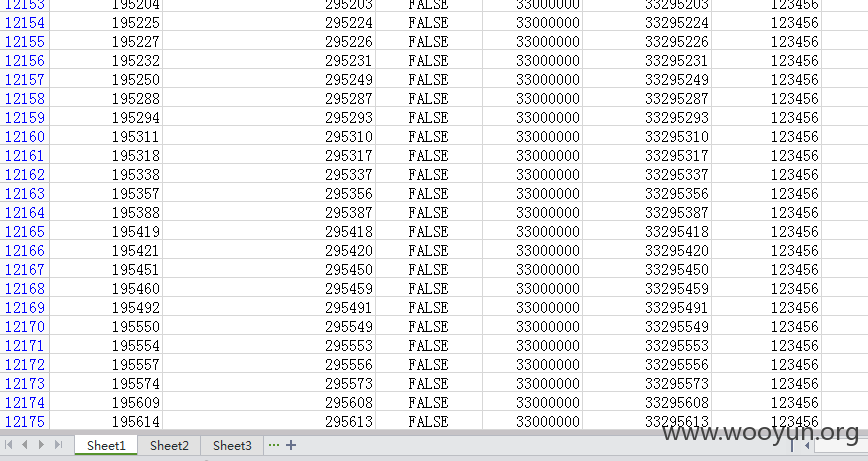 12153 195204 295203 FALSE 33000000 33295203 123456
12154 195225 295224 FALSE 33000000 33295224 123456
12155 195227 295226 FALSE 33000000 33295226 123456
12156 195232 295231 FALSE 33000000 33295231 123456
12157 195250 295249 FALSE 33000000 33295249 123456
12158 195288 295287 FALSE 33000000 33295287 123456
12159 195294 295293 FALSE 33000000 33295293 123456
12160 195311 295310 FALSE 33000000 33295310 123456
12161 195318 295317 FALSE 33000000 33295317 123456
12162 195338 295337 FALSE 33000000 33295337 123456
12163 195357 295356 FALSE 33000000 33295356 123456
12164 195388 295387 FALSE 33000000 33295387 123456
12165 195419 295418 FALSE 33000000 33295418 123456
12166 195421 295420 FALSE 33000000 33295420 123456
12167 195451 295450 FALSE 33000000 33295450 123456
12168 195460 295459 FALSE 33000000 33295459 123456
12169 195492 295491 FALSE 33000000 33295491 123456
12170 195550 295549 FALSE 33000000 33295549 123456
12171 195554 295553 FALSE 33000000 33295553 123456
12172 195557 295556 FALSE 33000000 33295556 123456
12173 195574 295573 FALSE 33000000 33295573 123456
12174 195609 295608 FALSE 33000000 33295608 123456
12175 195614 295613 FALSE 33000000 33295613 123456
www.wooyun.org
Sheet1 Sheet2 Sheet3 ··· +